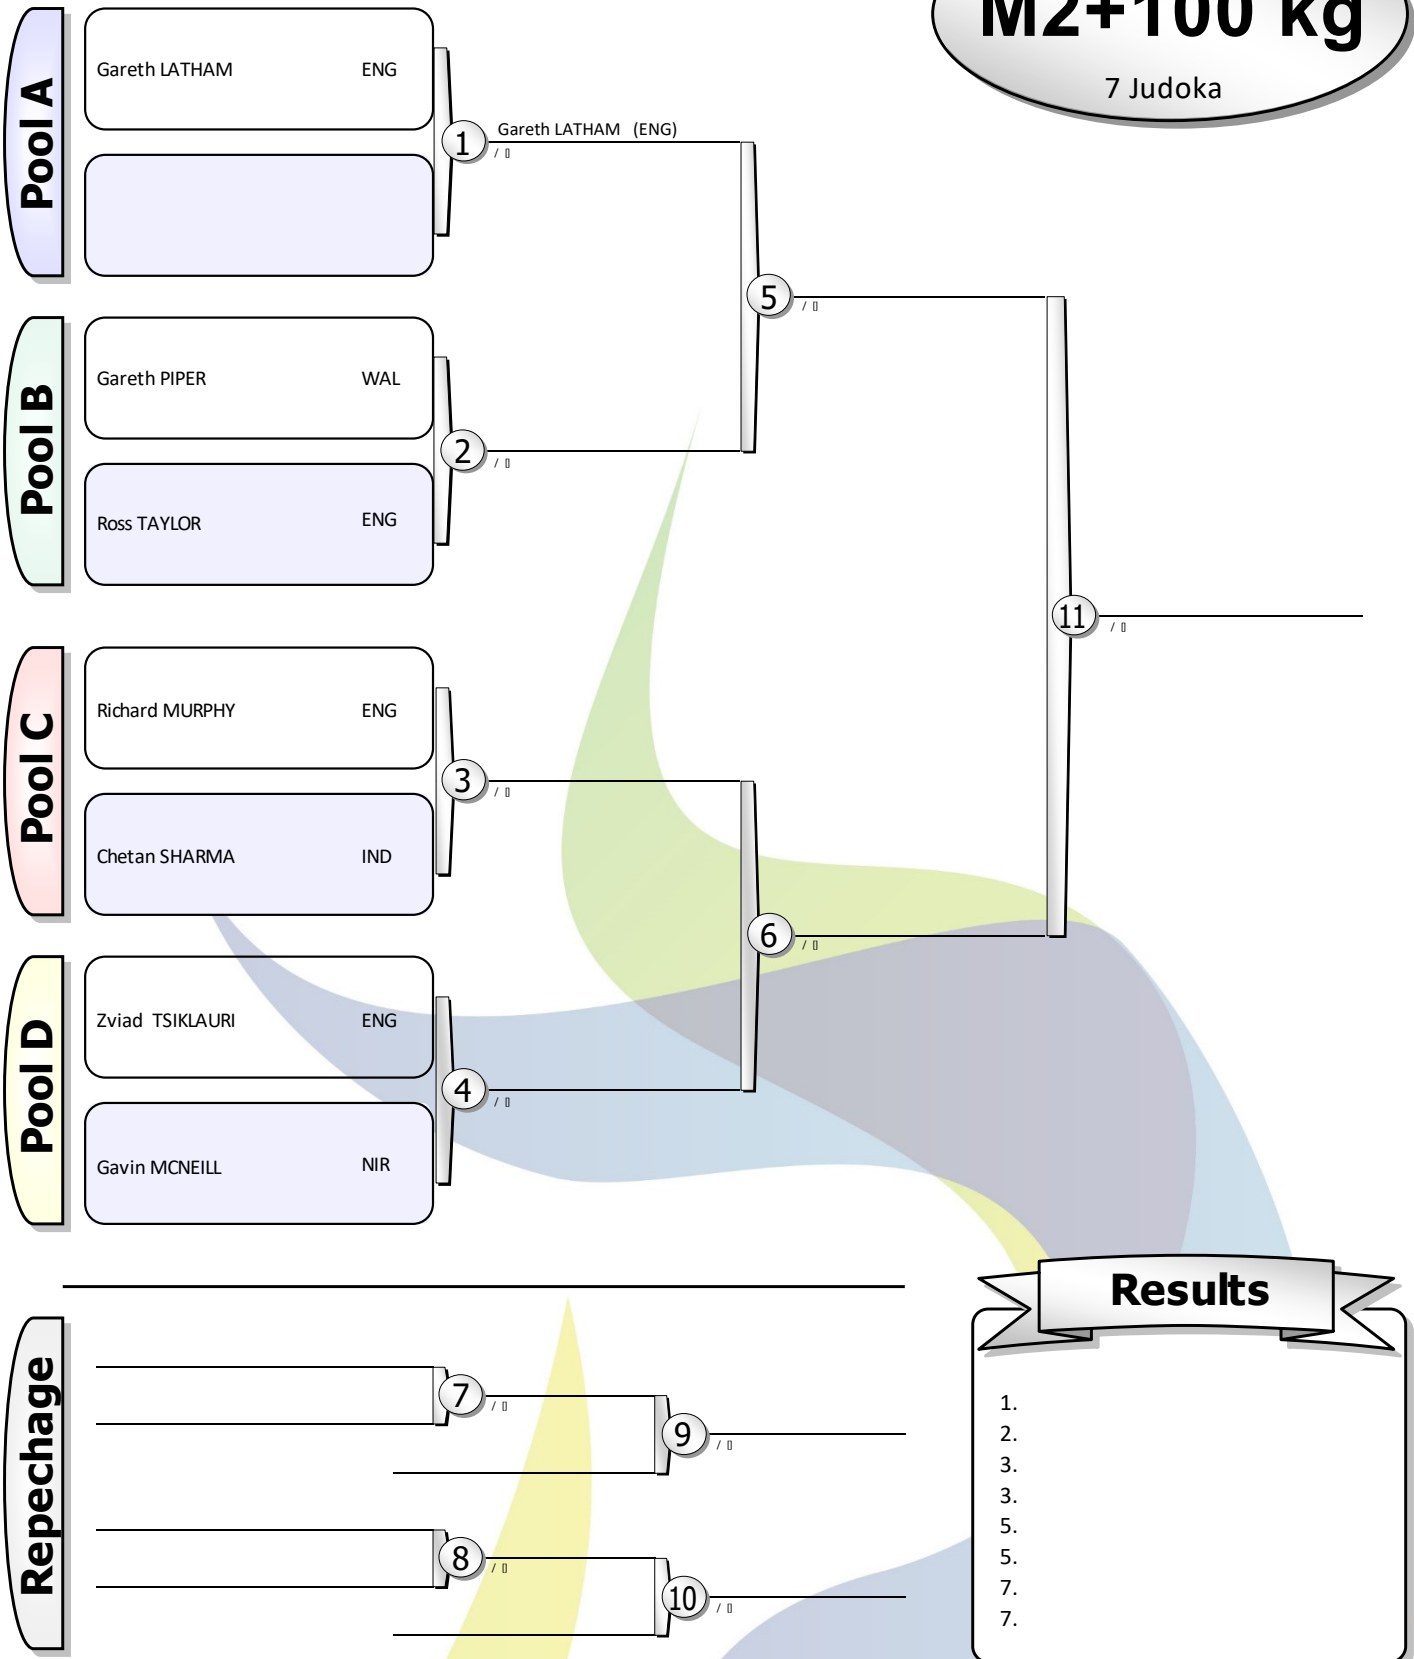 M2+100 kg
7 Judoka
Pool A
Gareth LATHAM ENG
1
Gareth LATHAM (ENG)
/ ▯
5
/ ▯
Pool B
Gareth PIPER WAL
2
/ ▯
Ross TAYLOR ENG
11
/ ▯
Pool C
Richard MURPHY ENG
3
/ ▯
Chetan SHARMA IND
6
/ ▯
Pool D
Zviad TSIKLAURI ENG
4
/ ▯
Gavin MCNEILL NIR
Repechage
7
/ ▯
9
/ ▯
8
/ ▯
10
/ ▯
Results
1.
2.
3.
3.
5.
5.
7.
7.